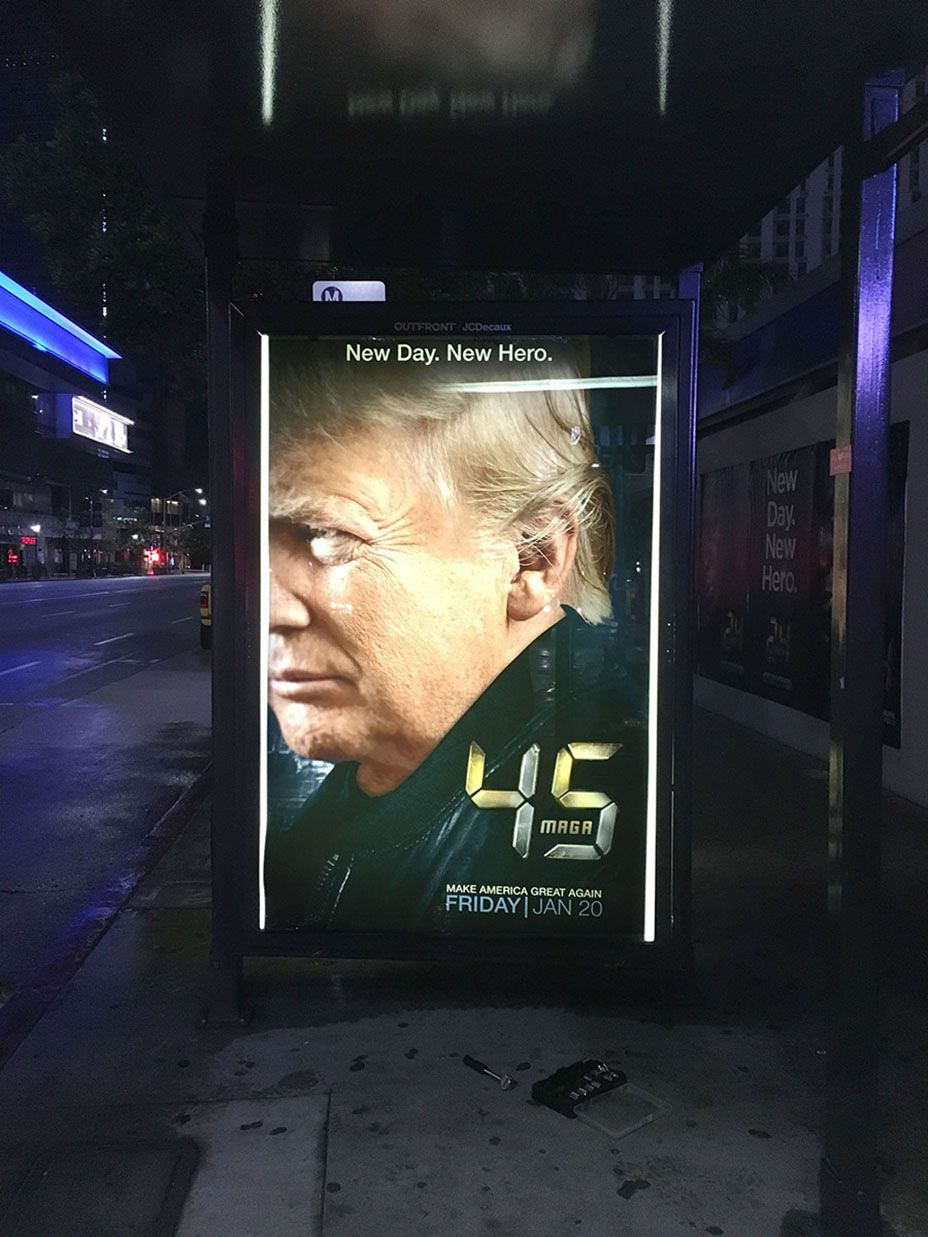 M
OUTFRONT / JCDecaux
New Day. New Hero.
45
MAGA
MAKE AMERICA GREAT AGAIN
FRIDAY | JAN 20
New
Day.
New
Hero.
24
24